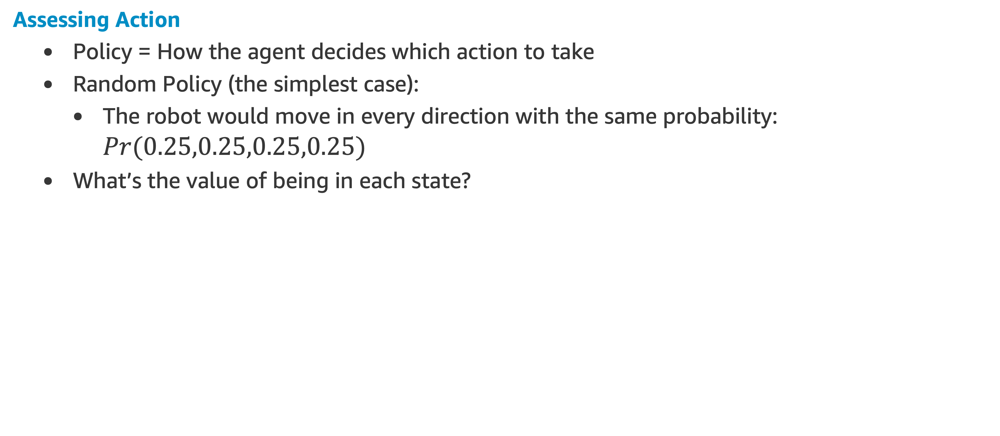 Assessing Action
• Policy = How the agent decides which action to take
• Random Policy (the simplest case):
• The robot would move in every direction with the same probability:
Pr(0.25,0.25,0.25,0.25)
• What’s the value of being in each state?